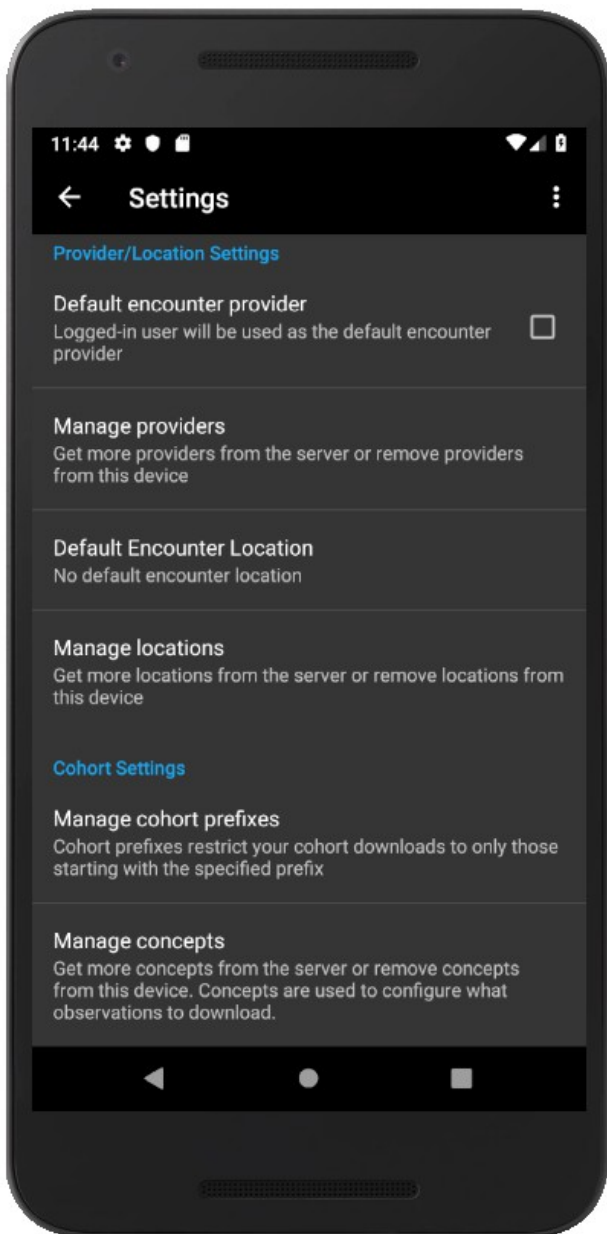 11:44
Settings
Provider/Location Settings
Default encounter provider
Logged-in user will be used as the default encounter
provider
Manage providers
Get more providers from the server or remove providers
from this device
Default Encounter Location
No default encounter location
Manage locations
Get more locations from the server or remove locations from
this device
Cohort Settings
Manage cohort prefixes
Cohort prefixes restrict your cohort downloads to only those
starting with the specified prefix
Manage concepts
Get more concepts from the server or remove concepts
from this device. Concepts are used to configure what
observations to download.